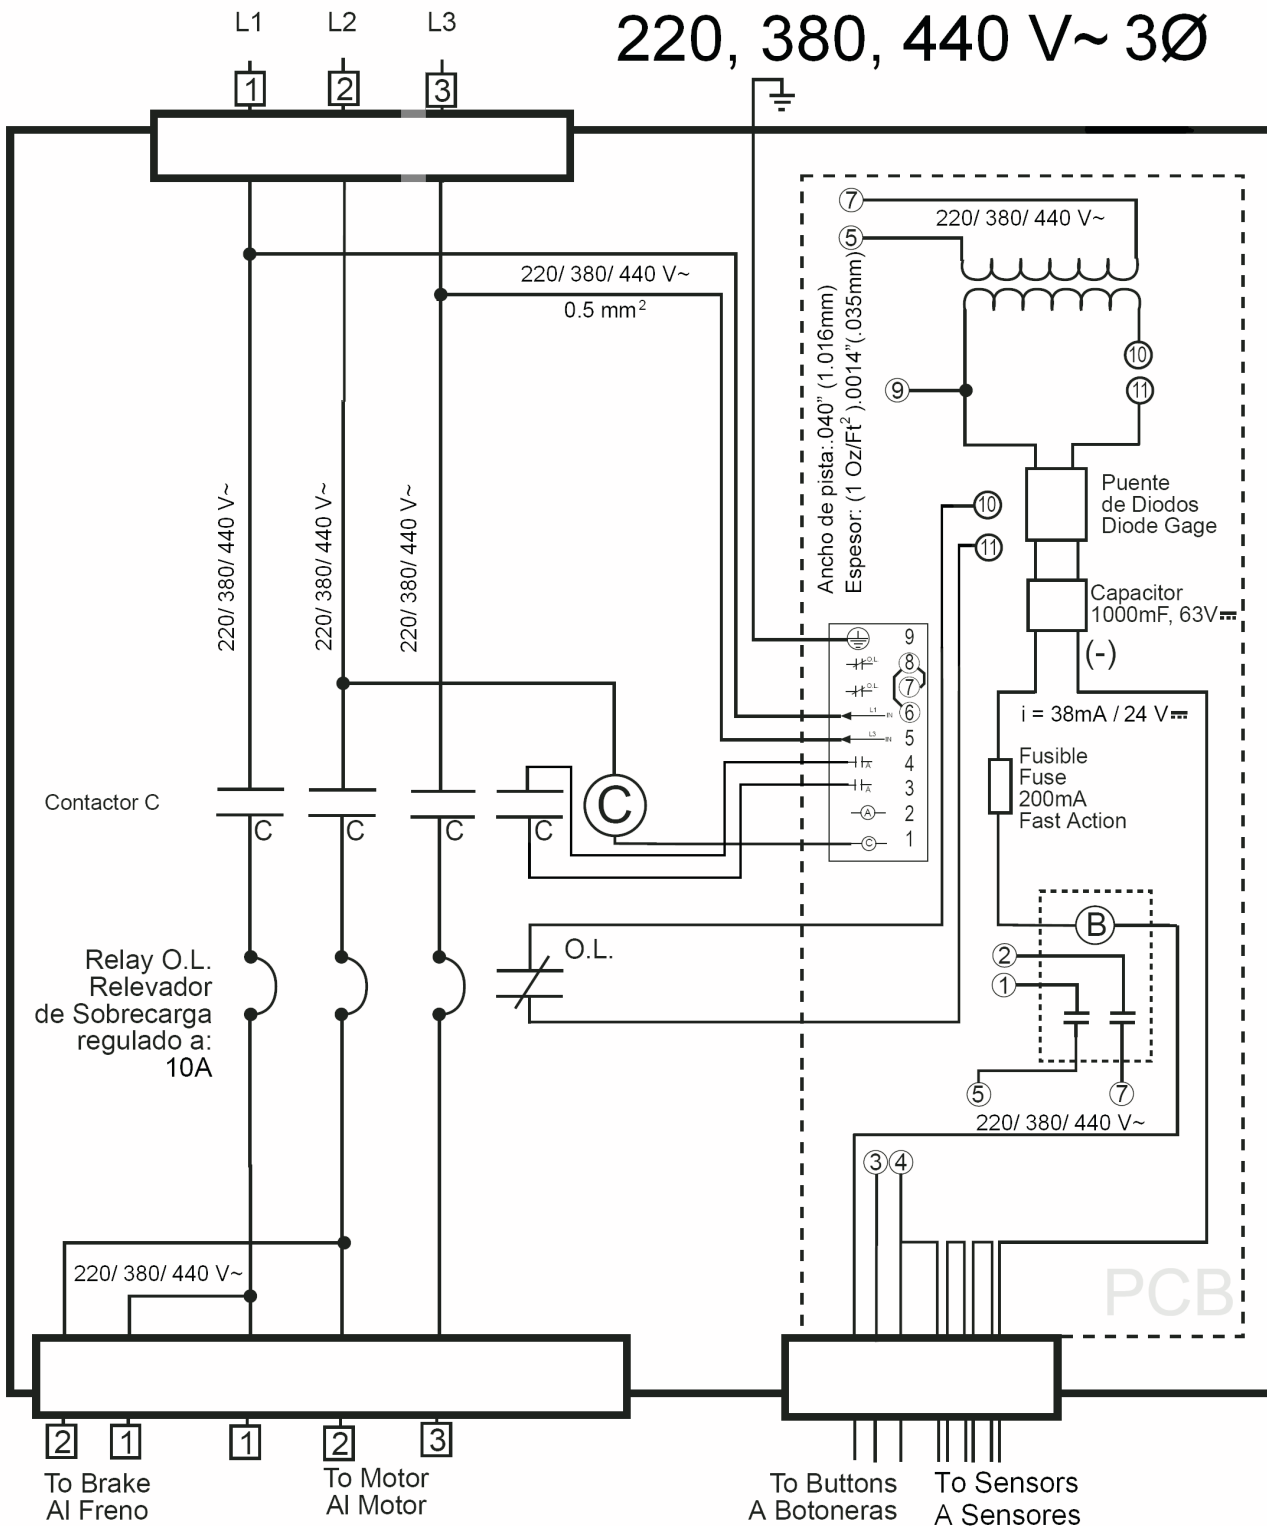 L1 L2 L3
220, 380, 440 V~ 3Ø
1 2 3
7
220/ 380/ 440 V~
5
220/ 380/ 440 V~
0.5 mm²
Ancho de pista:.040” (1.016mm)
Espesor: (1 Oz/Ft² ).0014”(.035mm)
10
9
11
220/ 380/ 440 V~
220/ 380/ 440 V~
220/ 380/ 440 V~
10
11
Puente
de Diodos
Diode Gage
Capacitor
1000mF, 63V
(-)
i = 38mA / 24 V
9
O.L 8
O.L 7
L1 IN 6
L3 IN 5
A 4
A 3
A 2
C 1
Fusible
Fuse
200mA
Fast Action
Contactor C
C C C C
C
Relay O.L.
Relevador
de Sobrecarga
regulado a:
10A
O.L.
B
2
1
5 7
220/ 380/ 440 V~
3 4
220/ 380/ 440 V~
PCB
2 1 1 2 3
To Brake
Al Freno
To Motor
Al Motor
To Buttons
A Botoneras
To Sensors
A Sensores